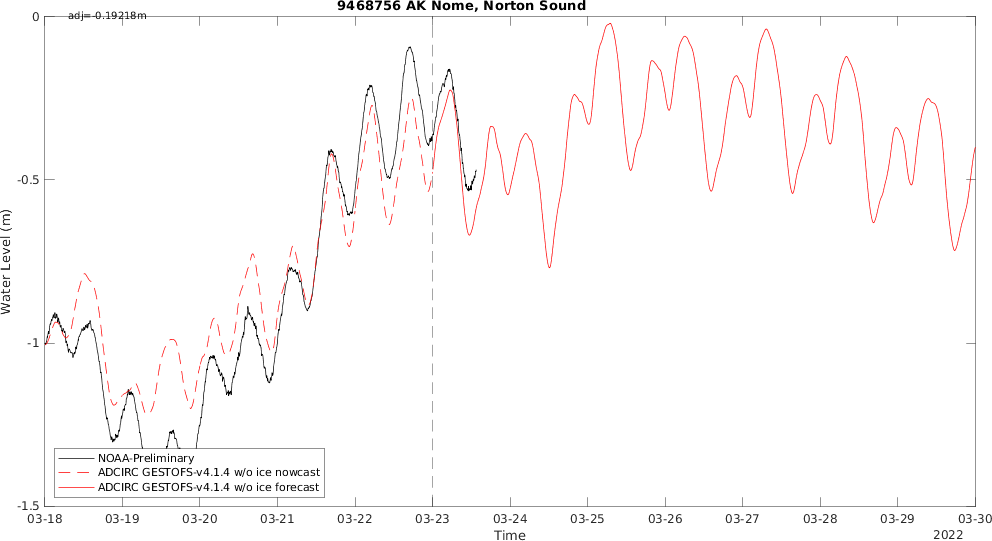 9468756 AK Nome, Norton Sound
adj=-0.19218m
0
-0.5
-1
-1.5
Water Level (m)
NOAA-Preliminary
ADCIRC GESTOFS-v4.1.4 w/o ice nowcast
ADCIRC GESTOFS-v4.1.4 w/o ice forecast
03-18 03-19 03-20 03-21 03-22 03-23 03-24 03-25 03-26 03-27 03-28 03-29 03-30
Time
2022